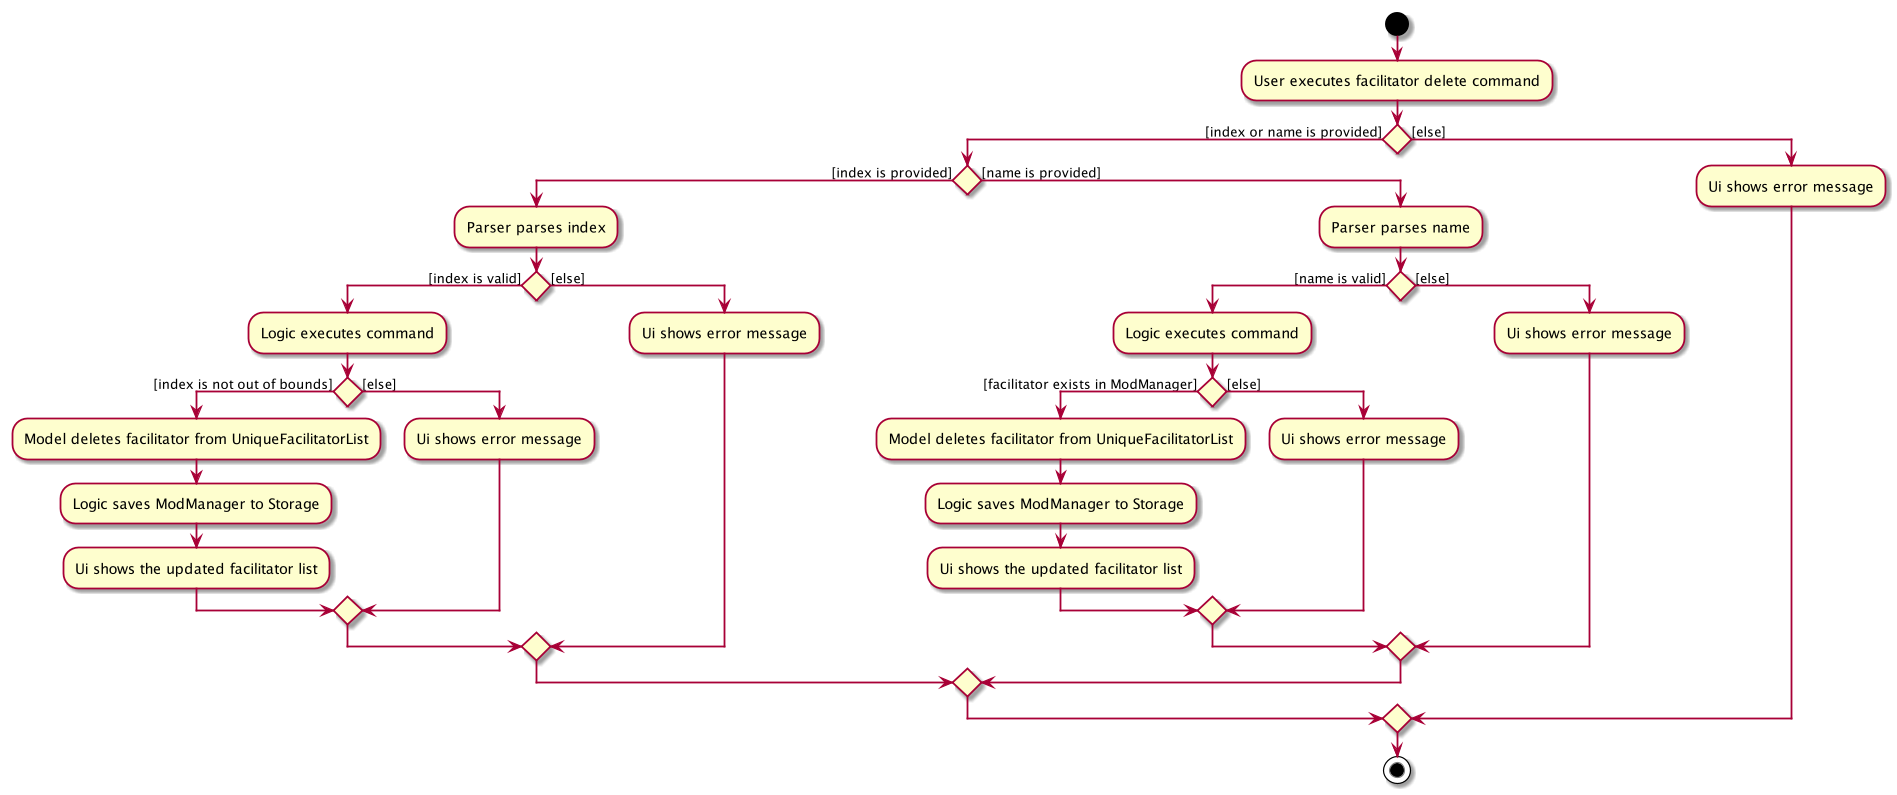 User executes facilitator delete command
[index or name is provided]
[else]
[index is provided]
[name is provided]
Ui shows error message
Parser parses index
Parser parses name
[index is valid]
[else]
[name is valid]
[else]
Logic executes command
Ui shows error message
Logic executes command
Ui shows error message
[index is not out of bounds]
[else]
[facilitator exists in ModManager]
[else]
Model deletes facilitator from UniqueFacilitatorList
Ui shows error message
Model deletes facilitator from UniqueFacilitatorList
Ui shows error message
Logic saves ModManager to Storage
Logic saves ModManager to Storage
Ui shows the updated facilitator list
Ui shows the updated facilitator list